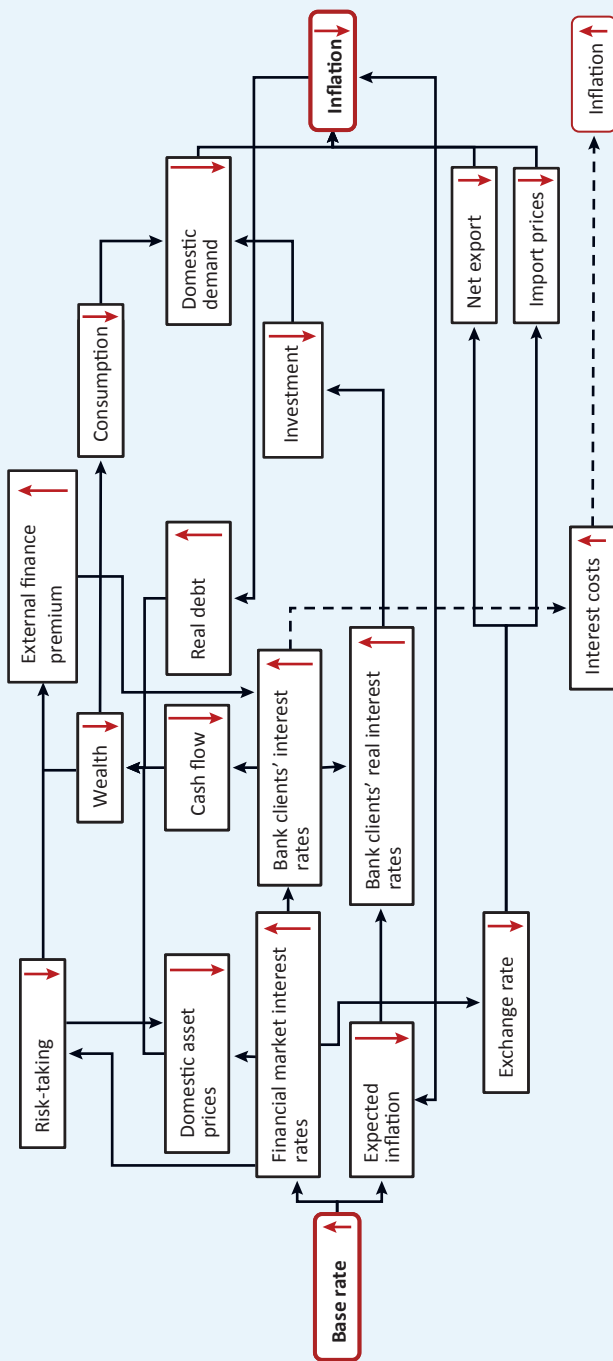 Base rate
Risk-taking
Domestic asset
prices
Financial market interest
rates
Expected
inflation
Exchange rate
External finance
premium
Wealth
Cash flow
Bank clients' interest
rates
Bank clients' real interest
rates
Real debt
Interest costs
Consumption
Investment
Domestic
demand
Net export
Import prices
Inflation
Inflation